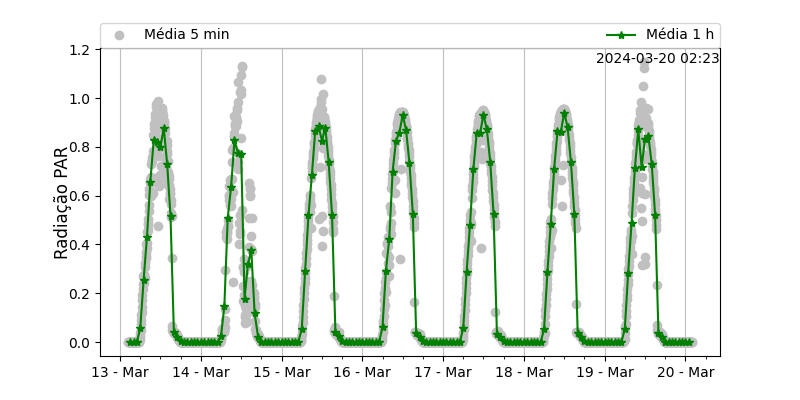 Média 5 min
Média 1 h
2024-03-20 02:23
Radiação PAR
1.2
1.0
0.8
0.6
0.4
0.2
0.0
13 - Mar
14 - Mar
15 - Mar
16 - Mar
17 - Mar
18 - Mar
19 - Mar
20 - Mar